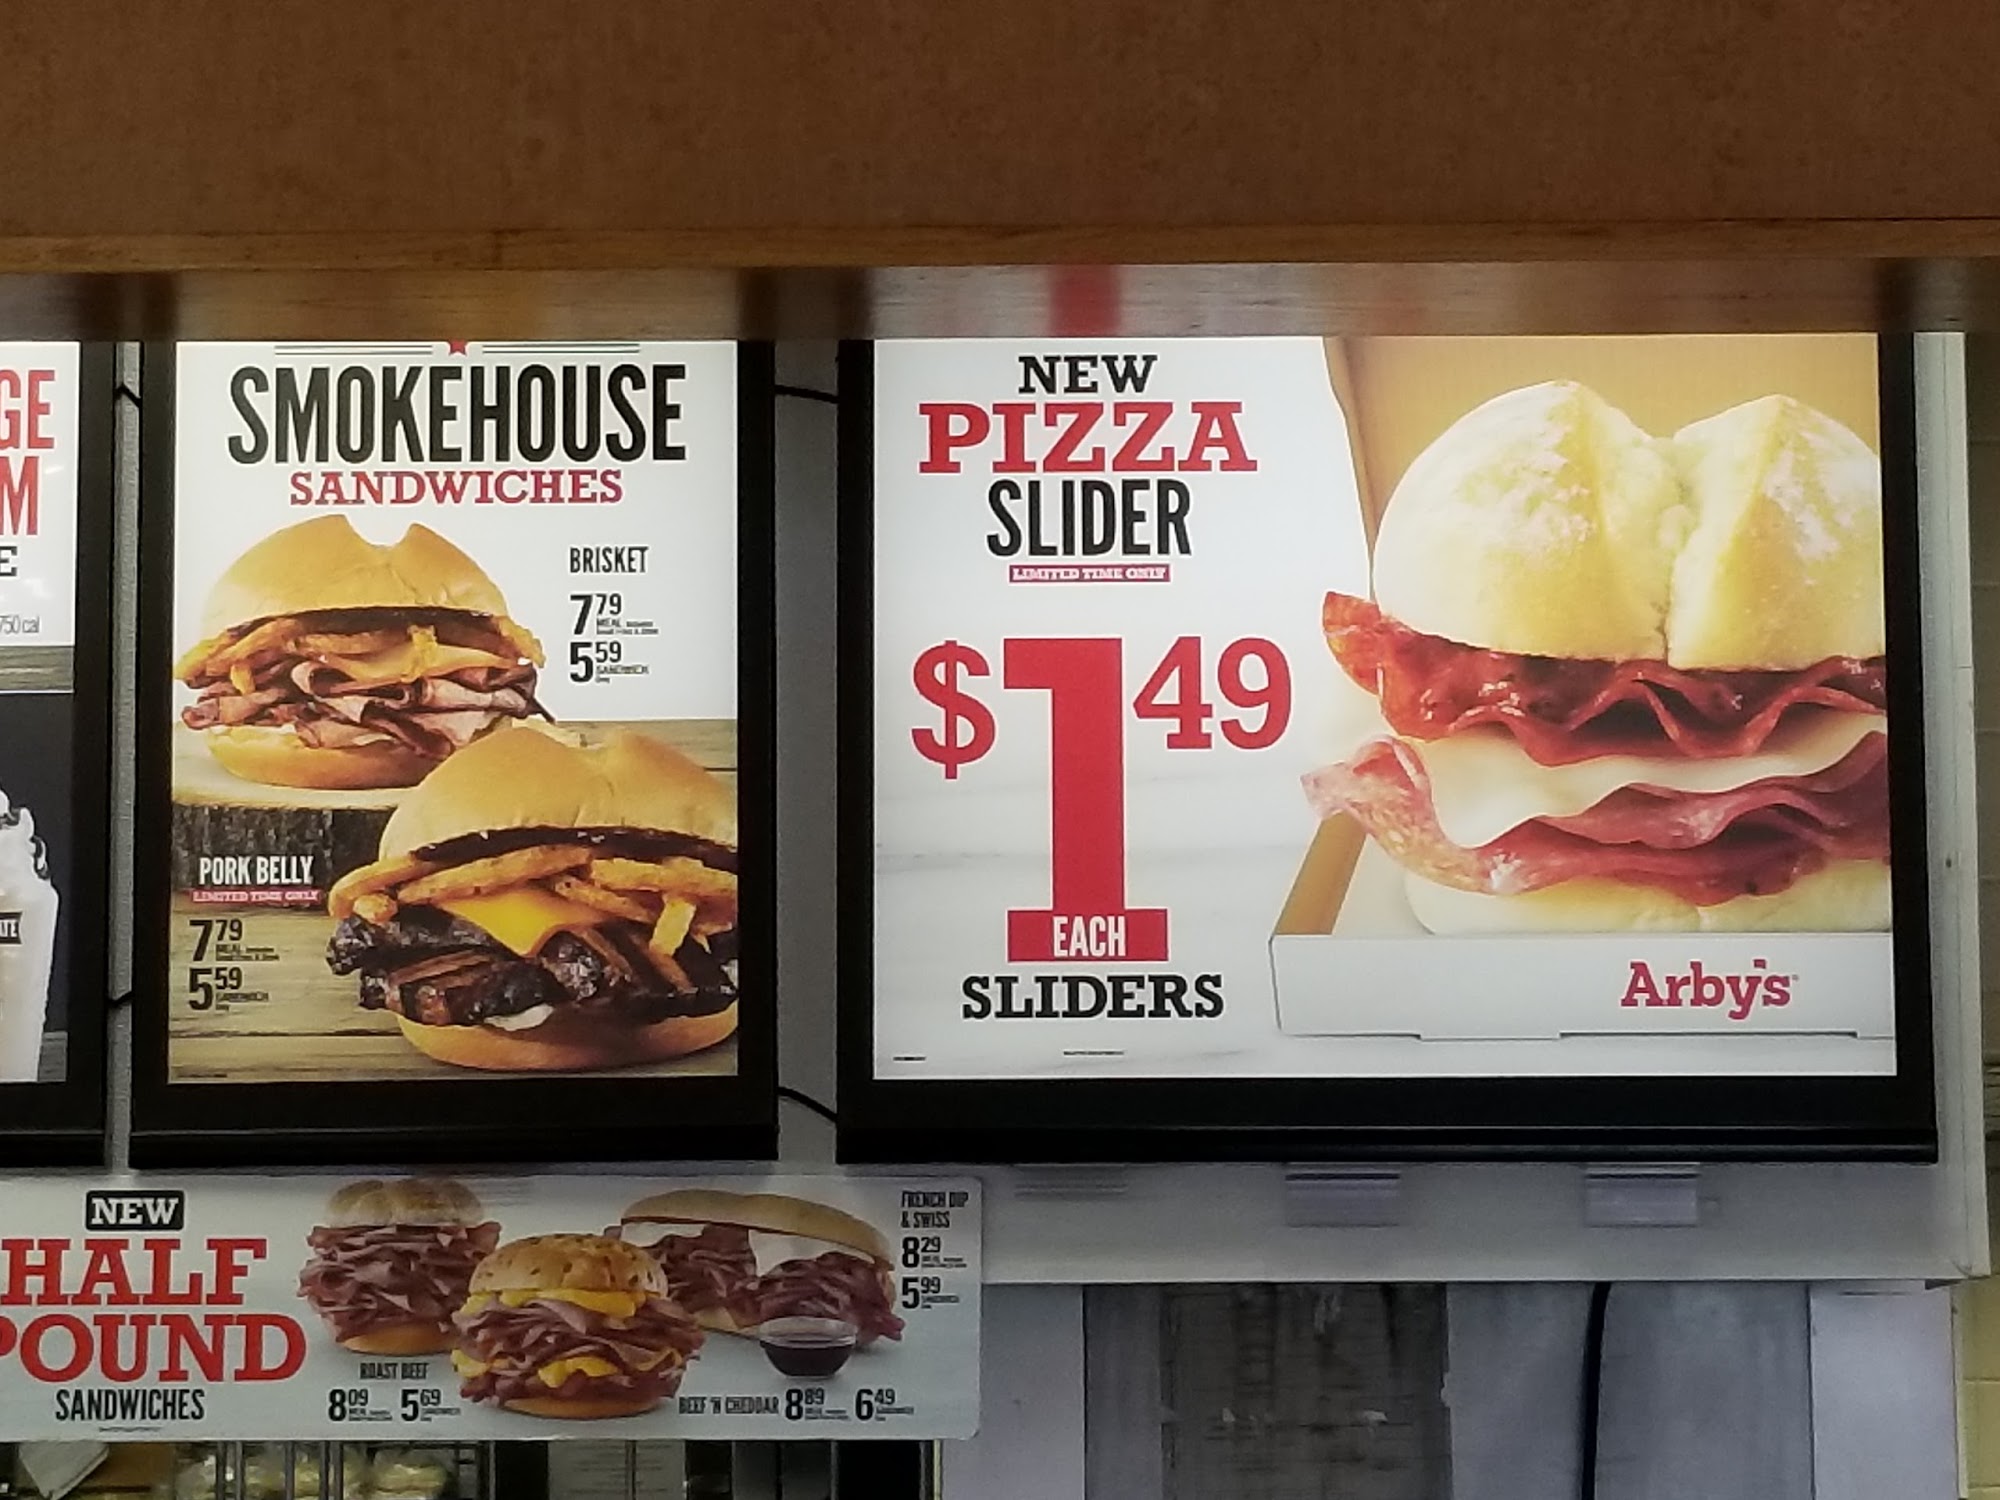 GE
M
E
750 cal
SMOKEHOUSE
SANDWICHES
BRISKET
7 79
MEAL
5 59
SANDWICH
PORK BELLY
LIMITED TIME ONLY
7 79
MEAL
5 59
SANDWICH
NEW
PIZZA
SLIDER
LIMITED TIME ONLY
$1 49
EACH
SLIDERS
Arby's
NEW
HALF
POUND
SANDWICHES
ROAST BEEF
8 09 5 69
BEEF 'N CHEDDAR 8 89 6 49
FRENCH DIP
& SWISS
8 29
5 99